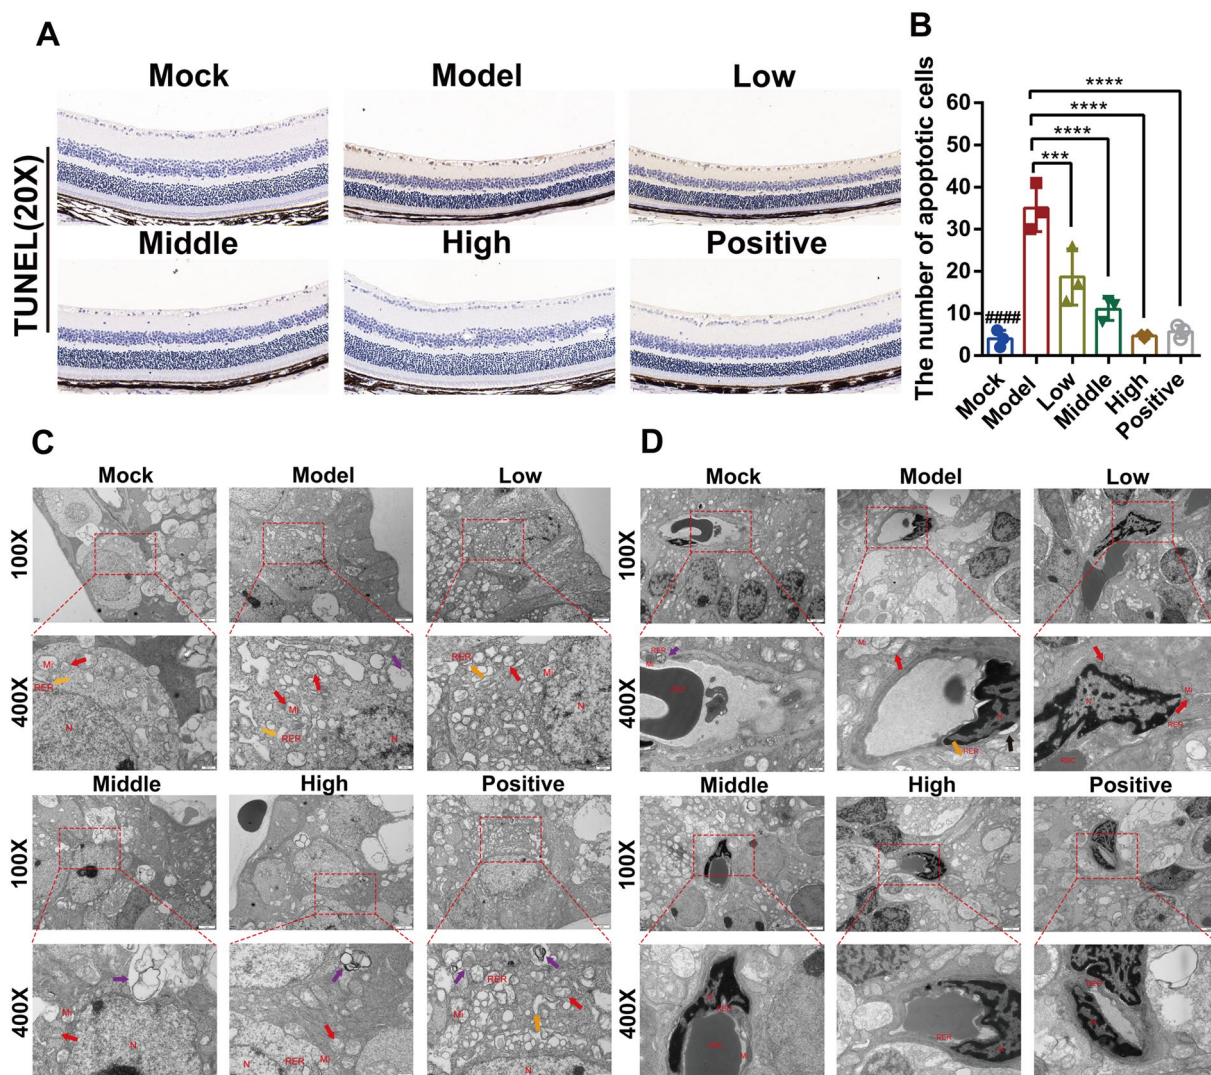 A
Mock
Model
Low
TUNEL(20X)
Middle
High
Positive
B
The number of apoptotic cells
60
50
40
30
20
10
0
####
***
****
****
****
Mock
Model
Low
Middle
High
Positive
C
Mock
Model
Low
100X
400X
Mi
RER
N
Mi
RER
N
RER
Mi
N
Middle
High
Positive
100X
400X
Mi
N
N
RER
Mi
RER
Mi
N
D
Mock
Model
Low
100X
400X
RER
Mi
RBC
Mi
N
RER
N
Mi
RER
RBC
Middle
High
Positive
100X
400X
N
RER
RBC
RER
N
RER
N